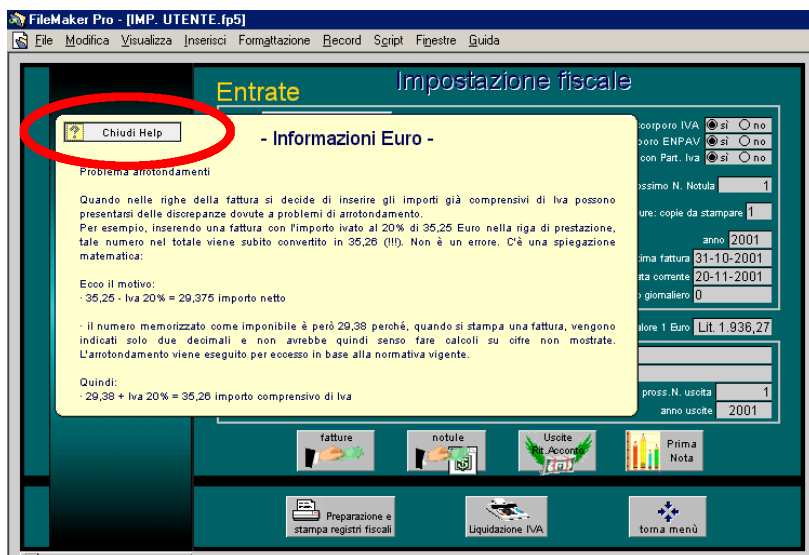 FileMaker Pro - [IMP. UTENTE.fp5]
File Modifica Visualizza Inserisci Formattazione Record Script Finestre Guida
Impostazione fiscale
Entrate
Chiudi Help
- Informazioni Euro -
Problema arrotondamenti
Quando nelle righe della fattura si decide di inserire gli importi già comprensivi di Iva possono
presentarsi delle discrepanze dovute a problemi di arrotondamento.
Per esempio, inserendo una fattura con l'importo ivato al 20% di 35,25 Euro nella riga di prestazione,
tale numero nel totale viene subito convertito in 35,26 (!!!). Non è un errore. C'è una spiegazione
matematica:
Ecco il motivo:
· 35,25 - Iva 20% = 29,375 importo netto
· il numero memorizzato come imponibile è però 29,38 perché, quando si stampa una fattura, vengono
indicati solo due decimali e non avrebbe quindi senso fare calcoli su cifre non mostrate.
L'arrotondamento viene eseguito per eccesso in base alla normativa vigente.
Quindi:
· 29,38 + Iva 20% = 35,26 importo comprensivo di Iva
corporo IVA sì no
poro ENPAV sì no
con Part. Iva sì no
ossimo N. Notula 1
ure: copie da stampare 1
anno 2001
tima fattura 31-10-2001
ata corrente 20-11-2001
o giornaliero 0
alore 1 Euro Lit. 1.936,27
pross.N. uscita 1
anno uscite 2001
fatture
notule
Uscite
Rit.Acconto
Prima
Nota
Preparazione e
stampa registri fiscali
Liquidazione IVA
torna menù